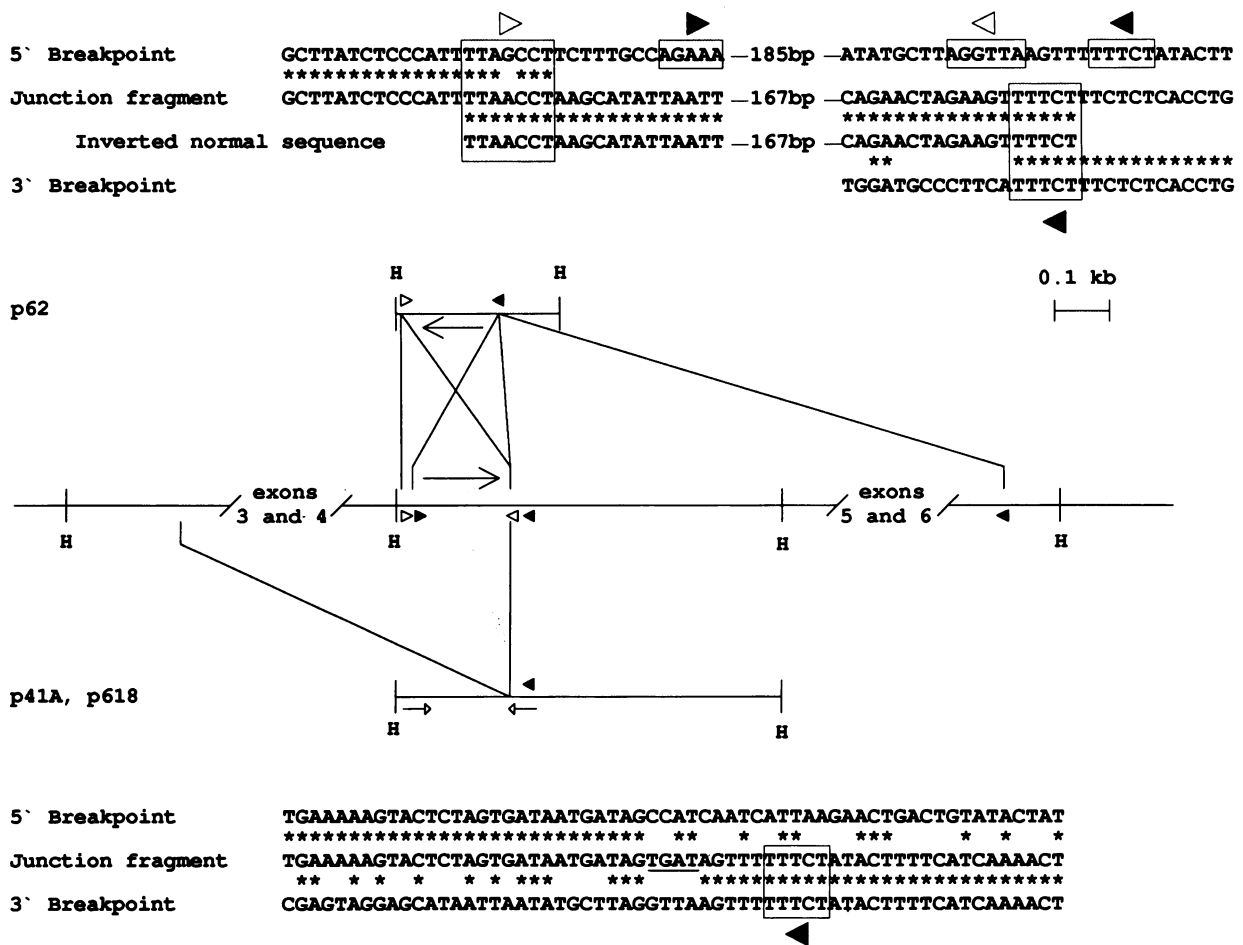 5` Breakpoint GCTTATCTCCCATTTTAGCCTTCTTTGCCAGAAA —185bp —ATATGCTTAGGTTAAGTTTTTTCTATACTT
***************** ***
Junction fragment GCTTATCTCCCATTTTAACCTAAGCATATTAATT —167bp —CAGAACTAGAAGTTTTCTTTCTCTCACCTG
******************** ******************
Inverted normal sequence TTAACCTAAGCATATTAATT —167bp —CAGAACTAGAAGTTTTCT
** *****************
3` Breakpoint TGGATGCCCTTCATTTCTTTCTCTCACCTG
H H
0.1 kb
p62
exons
3 and 4
exons
5 and 6
H H H H
p41A, p618
H H
5` Breakpoint TGAAAAAGTACTCTAGTGATAATGATAGCCATCAATCATTAAGAACTGACTGTATACTAT
**************************** ** * ** *** * * *
Junction fragment TGAAAAAGTACTCTAGTGATAATGATAGTGATAGTTTTTTCTATACTTTTCATCAAAACT
** * * * * * *** *** ****************************
3` Breakpoint CGAGTAGGAGCATAATTAATATGCTTAGGTTAAGTTTTTTCTATACTTTTCATCAAAACT